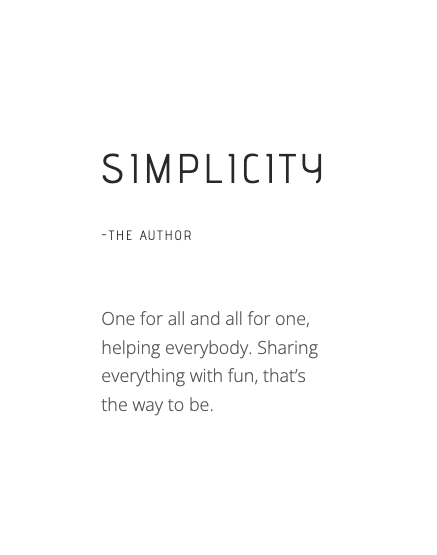 SIMPLICITY
-THE AUTHOR
One for all and all for one,
helping everybody. Sharing
everything with fun, that’s
the way to be.